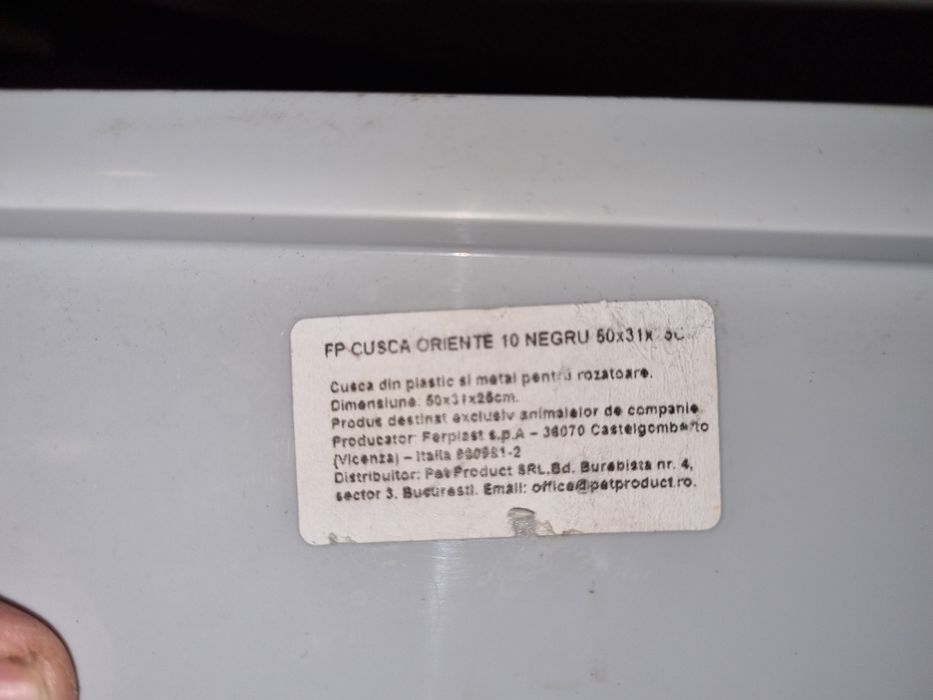 FP CUSCA ORIENTE 10 NEGRU 50x31x
Cusca din plastic si metal pentru rozatoare.
Dimensiune: 50x31x26cm.
Produs destinat exclusiv animalelor de companie
Producator: Ferplast s.p.A – 36070 Castelgomberto
(Vicenza) – Italia
Distribuitor: Pet Product SRL.Bd. Burebista nr. 4,
sector 3. Bucuresti. Email: office@petproduct.ro.